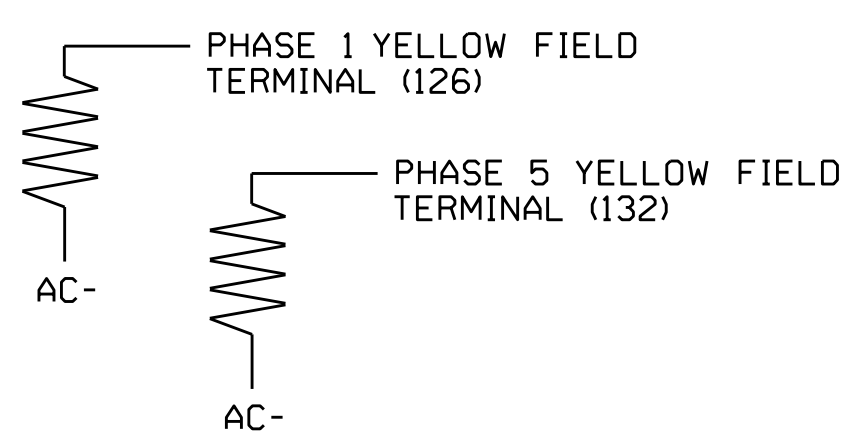 PHASE 1 YELLOW FIELD
TERMINAL (126)
AC-
PHASE 5 YELLOW FIELD
TERMINAL (132)
AC-